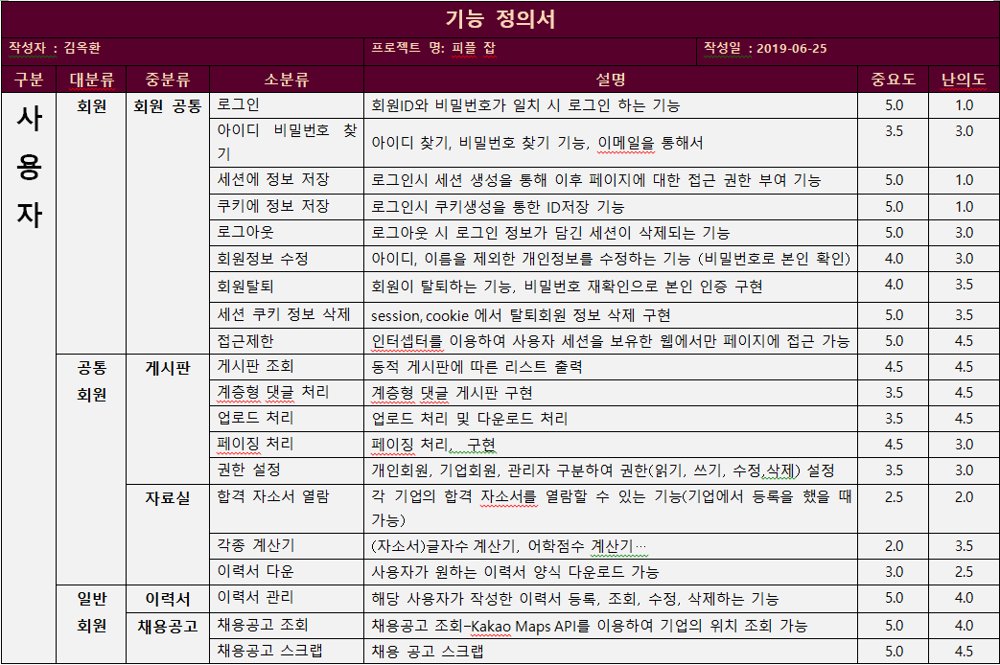 기능 정의서
작성자 : 김옥환 프로젝트 명: 피플 잡 작성일 : 2019-06-25
구분 대분류 중분류 소분류 설명 중요도 난의도
사용자
회원 회원 공통 로그인 회원ID와 비밀번호가 일치 시 로그인 하는 기능 5.0 1.0
아이디 비밀번호 찾
기 아이디 찾기, 비밀번호 찾기 기능, 이메일을 통해서 3.5 3.0
세션에 정보 저장 로그인시 세션 생성을 통해 이후 페이지에 대한 접근 권한 부여 기능 5.0 1.0
쿠키에 정보 저장 로그인시 쿠키생성을 통한 ID저장 기능 5.0 1.0
로그아웃 로그아웃 시 로그인 정보가 담긴 세션이 삭제되는 기능 5.0 3.0
회원정보 수정 아이디, 이름을 제외한 개인정보를 수정하는 기능 (비밀번호로 본인 확인) 4.0 3.0
회원탈퇴 회원이 탈퇴하는 기능, 비밀번호 재확인으로 본인 인증 구현 4.0 3.5
세션 쿠키 정보 삭제 session, cookie 에서 탈퇴회원 정보 삭제 구현 5.0 3.5
접근제한 인터셉터를 이용하여 사용자 세션을 보유한 웹에서만 페이지에 접근 가능 5.0 4.5
공통 회원 게시판 게시판 조회 동적 게시판에 따른 리스트 출력 4.5 4.5
계층형 댓글 처리 계층형 댓글 게시판 구현 3.5 4.5
업로드 처리 업로드 처리 및 다운로드 처리 3.5 4.5
페이징 처리 페이징 처리, 구현 4.5 3.0
권한 설정 개인회원, 기업회원, 관리자 구분하여 권한(읽기, 쓰기, 수정,삭제) 설정 3.5 3.0
자료실 합격 자소서 열람 각 기업의 합격 자소서를 열람할 수 있는 기능(기업에서 등록을 했을 때 2.5 2.0
가능)
각종 계산기 (자소서)글자수 계산기, 어학점수 계산기… 2.0 3.5
이력서 다운 사용자가 원하는 이력서 양식 다운로드 가능 3.0 2.5
일반 회원 이력서 이력서 관리 해당 사용자가 작성한 이력서 등록, 조회, 수정, 삭제하는 기능 5.0 4.0
채용공고 채용공고 조회 채용공고 조회-Kakao Maps API를 이용하여 기업의 위치 조회 가능 5.0 4.0
채용공고 스크랩 채용 공고 스크랩 5.0 4.5